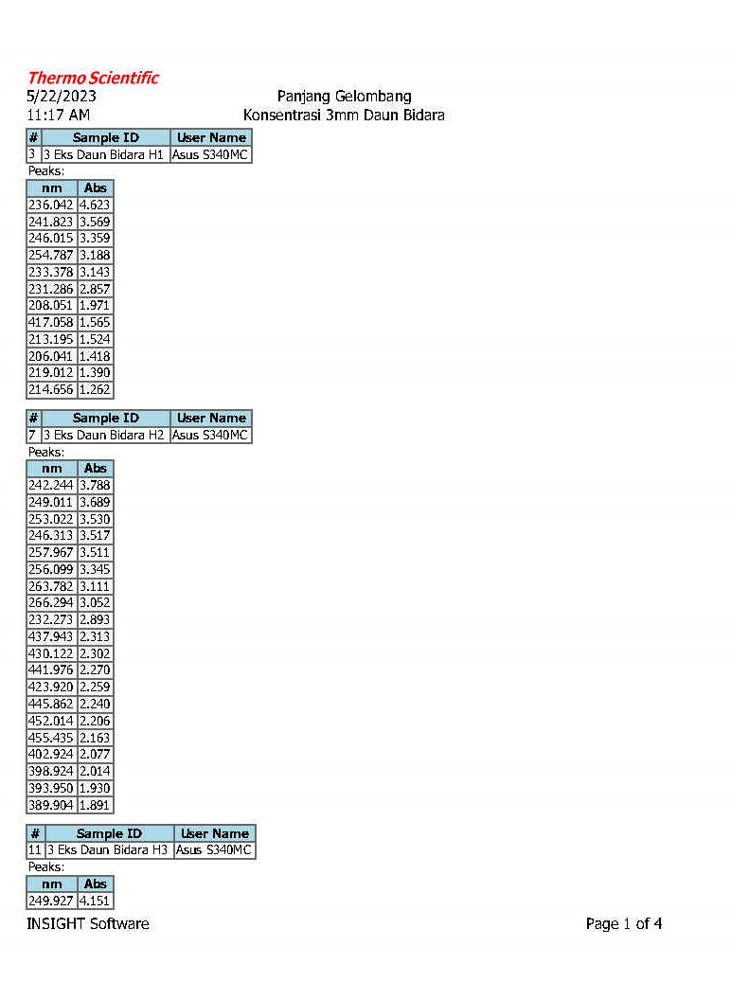 Thermo Scientific
5/22/2023 Panjang Gelombang
11:17 AM Konsentrasi 3mm Daun Bidara
# Sample ID User Name
3 3 Eks Daun Bidara H1 Asus S340MC
Peaks:
nm Abs
236.042 4.623
241.823 3.569
246.015 3.359
254.787 3.188
233.378 3.143
231.286 2.857
208.051 1.971
417.058 1.565
213.195 1.524
206.041 1.418
219.012 1.390
214.656 1.262
# Sample ID User Name
7 3 Eks Daun Bidara H2 Asus S340MC
Peaks:
nm Abs
242.244 3.788
249.011 3.689
253.022 3.530
246.313 3.517
257.967 3.511
256.099 3.345
263.782 3.111
266.294 3.052
232.273 2.893
437.943 2.313
430.122 2.302
441.976 2.270
423.920 2.259
445.862 2.240
452.014 2.206
455.435 2.163
402.924 2.077
398.924 2.014
393.950 1.930
389.904 1.891
# Sample ID User Name
11 3 Eks Daun Bidara H3 Asus S340MC
Peaks:
nm Abs
249.927 4.151
INSIGHT Software Page 1 of 4